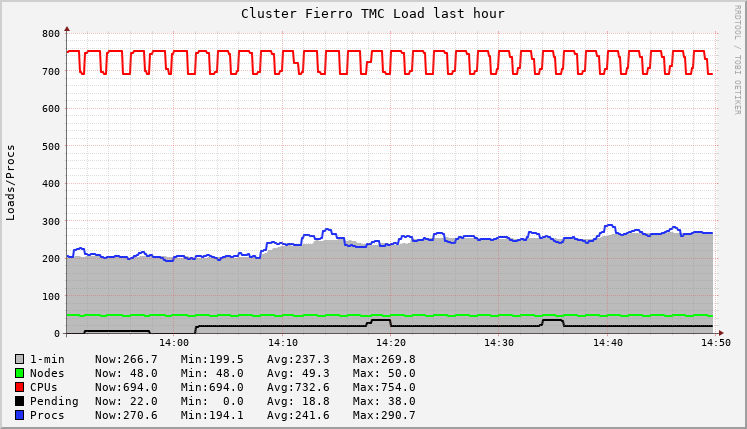 Cluster Fierro TMC Load last hour
RRDTOOL / TOBI OETIKER
Loads/Procs
800
700
600
500
400
300
200
100
0
14:00 14:10 14:20 14:30 14:40 14:50
1-min Now:266.7 Min:199.5 Avg:237.3 Max:269.8
Nodes Now: 48.0 Min: 48.0 Avg: 49.3 Max: 50.0
CPUs Now:694.0 Min:694.0 Avg:732.6 Max:754.0
Pending Now: 22.0 Min: 0.0 Avg: 18.8 Max: 38.0
Procs Now:270.6 Min:194.1 Avg:241.6 Max:290.7